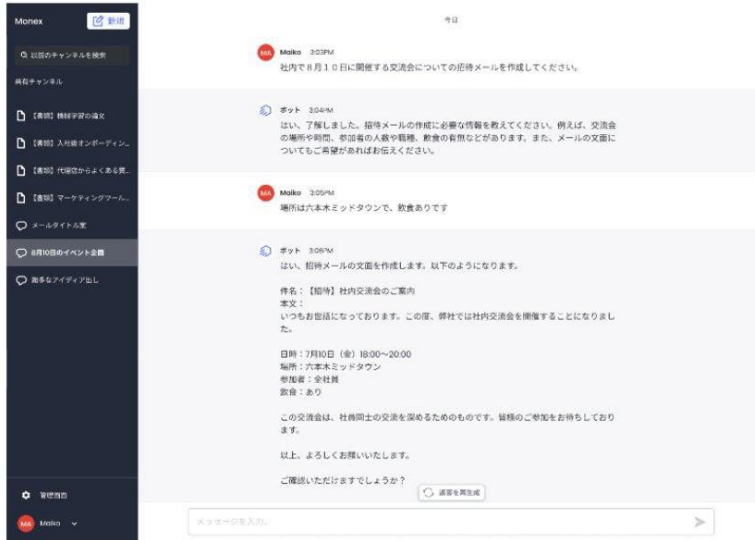 Monex
新規
以前のチャンネルを検索
共有チャンネル
【書類】機械学習の論文
【書類】入社後オンボーディン...
【書類】代理店からよくある質...
【書類】マーケティングツール...
メールタイトル案
8月10日のイベント企画
雑多なアイディア出し
管理画面
MA Maiko
今日
MA Maiko 3:03PM
社内で8月10日に開催する交流会についての招待メールを作成してください。
ボット 3:04PM
はい、了解しました。招待メールの作成に必要な情報を教えてください。例えば、交流会
の場所や時間、参加者の人数や職種、飲食の有無などがあります。また、メールの文面に
ついてもご希望があればお伝えください。
MA Maiko 3:05PM
場所は六本木ミッドタウンで、飲食ありです
ボット 3:08PM
はい、招待メールの文面を作成します。以下のようになります。
件名：【招待】社内交流会のご案内
本文：
いつもお世話になっております。この度、弊社では社内交流会を開催することになりまし
た。
日時：7月10日（金）18:00〜20:00
場所：六本木ミッドタウン
参加者：全社員
飲食：あり
この交流会は、社員同士の交流を深めるためのものです。皆様のご参加をお待ちしており
ます。
以上、よろしくお願いいたします。
ご確認いただけますでしょうか？
返答を再生成
メッセージを入力..